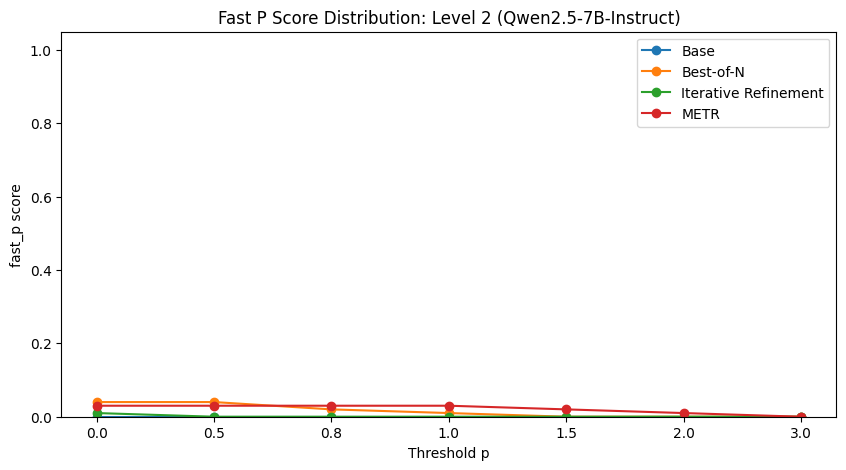 Fast P Score Distribution: Level 2 (Qwen2.5-7B-Instruct)
Base
Best-of-N
Iterative Refinement
METR
fast_p score
1.0
0.8
0.6
0.4
0.2
0.0
0.0 0.5 0.8 1.0 1.5 2.0 3.0
Threshold p